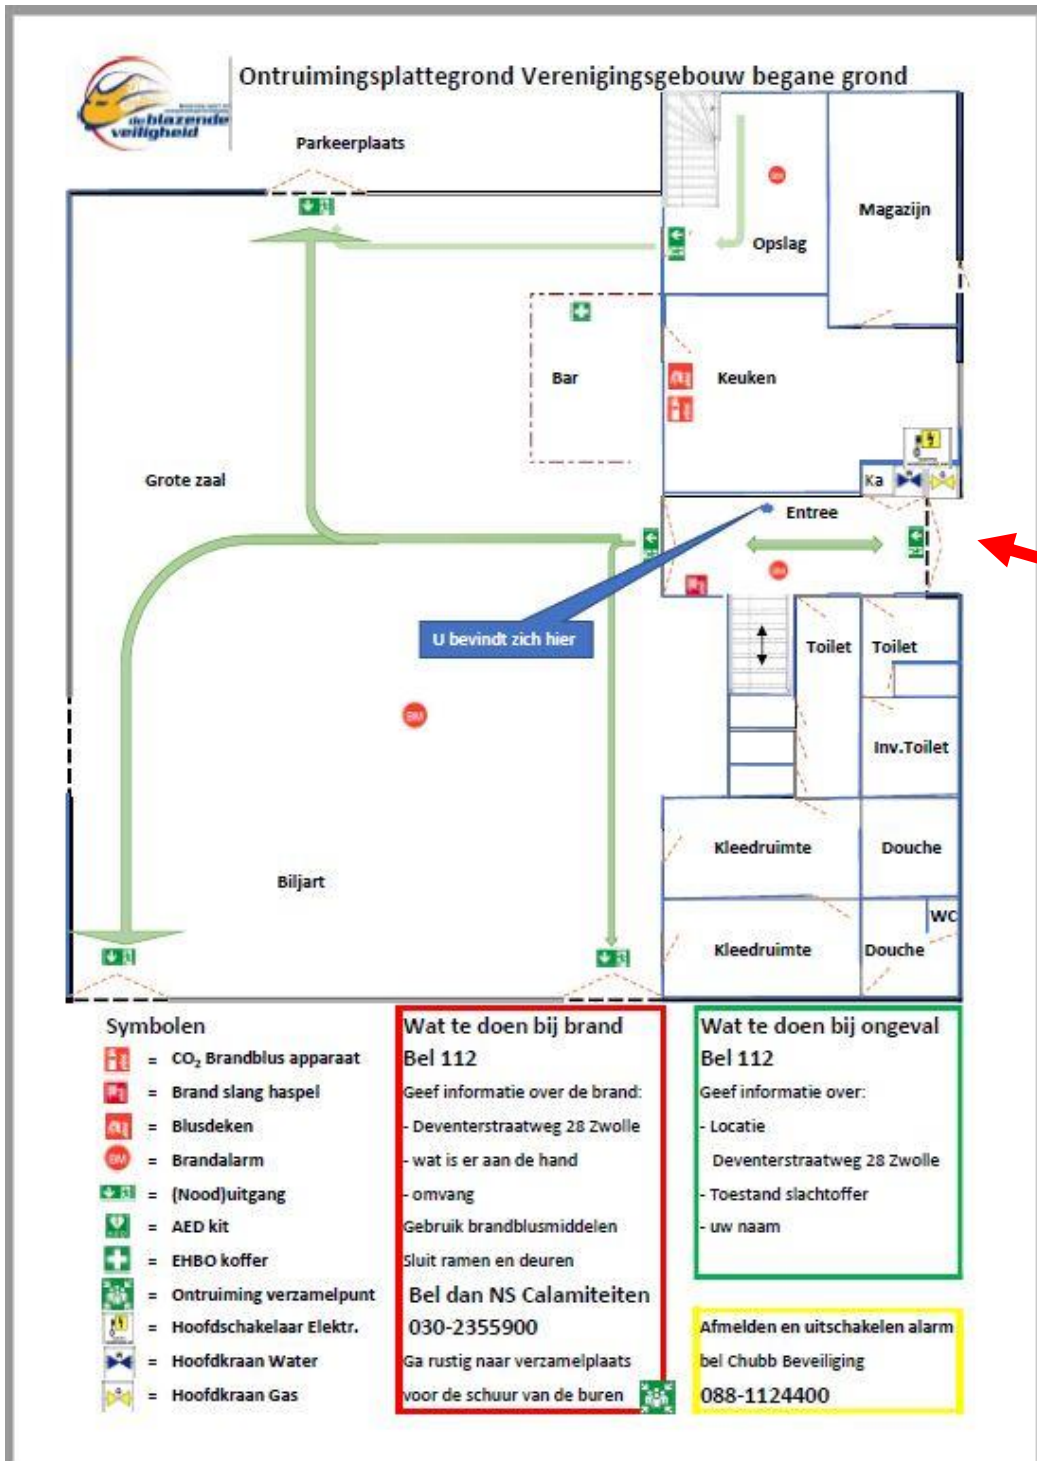 Ontruimingsplattegrond Verenigingsgebouw begane grond
de blazende
veiligheid
Parkeerplaats
BM
Magazijn
Opslag
Bar
Keuken
Grote zaal
Ka
Entree
BM
U bevindt zich hier
Toilet
Toilet
BM
Inv.Toilet
Kleedruimte
Douche
Biljart
WC
Kleedruimte
Douche
Symbolen
= CO₂ Brandblus apparaat
= Brand slang haspel
= Blusdeken
BM = Brandalarm
= (Nood)uitgang
= AED kit
= EHBO koffer
= Ontruiming verzamelpunt
= Hoofdschakelaar Elektr.
= Hoofdkraan Water
= Hoofdkraan Gas
Wat te doen bij brand
Bel 112
Geef informatie over de brand:
- Deventerstraatweg 28 Zwolle
- wat is er aan de hand
- omvang
Gebruik brandblusmiddelen
Sluit ramen en deuren
Bel dan NS Calamiteiten
030-2355900
Ga rustig naar verzamelplaats
voor de schuur van de buren
Wat te doen bij ongeval
Bel 112
Geef informatie over:
- Locatie
Deventerstraatweg 28 Zwolle
- Toestand slachtoffer
- uw naam
Afmelden en uitschakelen alarm
bel Chubb Beveiliging
088-1124400